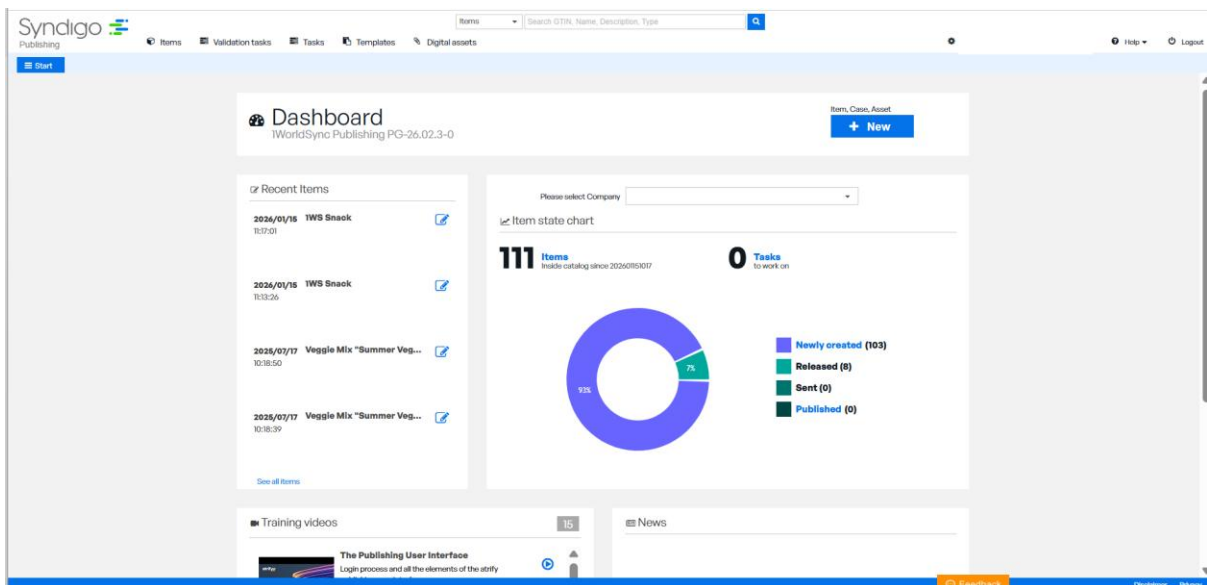 Syndigo
Publishing
Items
Search GTIN, Name, Description, Type
Items
Validation tasks
Tasks
Templates
Digital assets
Help
Logout
Start
Dashboard
1WorldSync Publishing PG-26.02.3-0
Item, Case, Asset
+ New
Recent Items
2026/01/15 1WS Snack
11:17:01
2026/01/15 1WS Snack
11:13:26
2025/07/17 Veggie Mix "Summer Veg...
10:18:50
2025/07/17 Veggie Mix "Summer Veg...
10:18:39
See all items
Please select Company
Item state chart
111 Items
Inside catalog since 202601151017
0 Tasks
to work on
93%
7%
Newly created (103)
Released (8)
Sent (0)
Published (0)
Training videos
15
The Publishing User Interface
Login process and all the elements of the atrify
News
Feedback
Disclaimer
Privacy